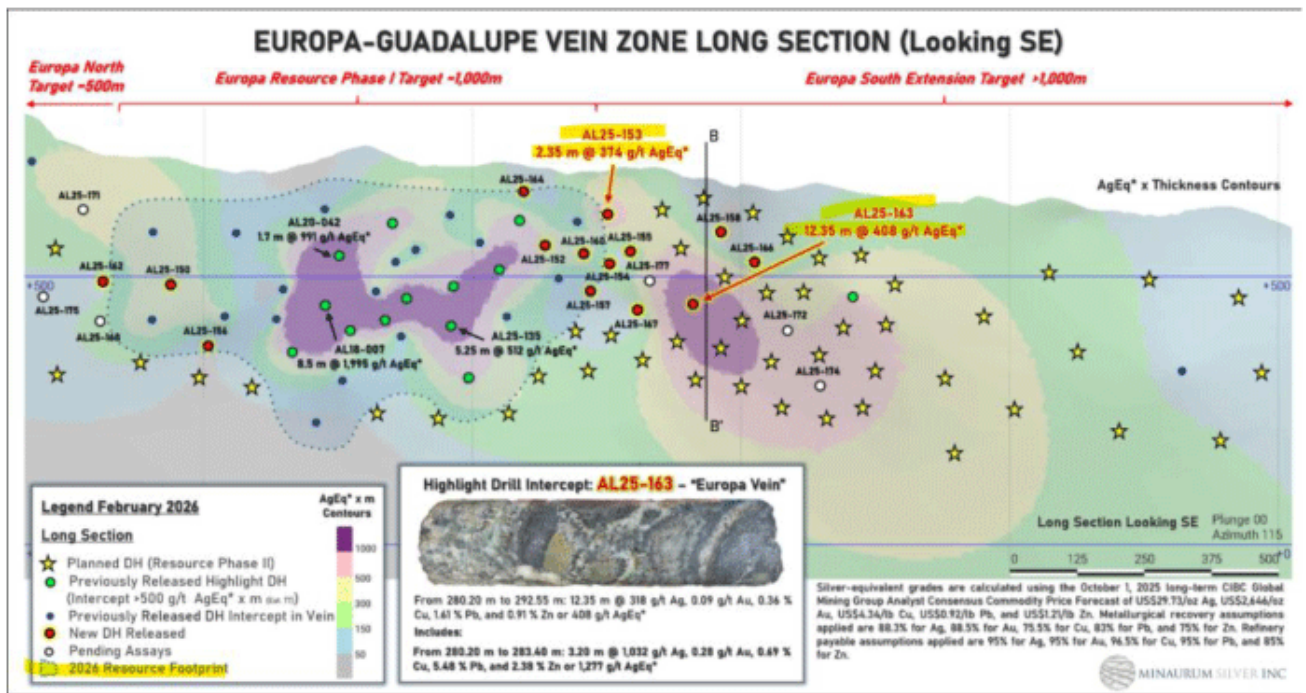 EUROPA-GUADALUPE VEIN ZONE LONG SECTION (Looking SE)
Europa North
Target ~500m
Europa Resource Phase I Target ~1,000m
Europa South Extension Target >1,000m
AL25-153
2.35 m @ 374 g/t AgEq*
B
AgEq* x Thickness Contours
AL25-171
AL25-164
AL20-042
1.7 m @ 991 g/t AgEq*
AL25-158
AL25-163
12.35 m @ 408 g/t AgEq*
AL25-152
AL25-160
AL25-155
AL25-166
AL25-162
AL25-150
AL25-154
AL25-177
+500
+500
AL25-175
AL25-157
AL25-167
AL25-172
AL25-168
AL25-156
AL18-007
8.5 m @ 1,995 g/t AgEq*
AL25-135
5.25 m @ 512 g/t AgEq*
AL25-174
B'
Legend February 2026
Long Section
Planned DH (Resource Phase II)
Previously Released Highlight DH
(Intercept >500 g/t AgEq* x m
Previously Released DH Intercept in Vein
New DH Released
Pending Assays
2026 Resource Footprint
AgEq* x m
Contours
1000
500
300
150
50
Highlight Drill Intercept: AL25-163 – "Europa Vein"
From 280.20 m to 292.55 m: 12.35 m @ 318 g/t Ag, 0.09 g/t Au, 0.36 %
Cu, 1.61 % Pb, and 0.91 % Zn or 408 g/t AgEq*
Includes:
From 280.20 m to 283.40 m: 3.20 m @ 1,032 g/t Ag, 0.28 g/t Au, 0.69 %
Cu, 5.48 % Pb, and 2.38 % Zn or 1,277 g/t AgEq*
Long Section Looking SE
Plunge 00
Azimuth 115
+0
0 125 250 375 500
Silver-equivalent grades are calculated using the October 1, 2025 long-term CIBC Global
Mining Group Analyst Consensus Commodity Price Forecast of US$29.73/oz Ag, US$2,646/oz
Au, US$4.34/lb Cu, US$0.92/lb Pb, and US$1.21/lb Zn. Metallurgical recovery assumptions
applied are 88.3% for Ag, 88.5% for Au, 75.5% for Cu, 83% for Pb, and 75% for Zn. Refinery
payable assumptions applied are 95% for Ag, 95% for Au, 96.5% for Cu, 95% for Pb, and 85%
for Zn.
MINAURUM SILVER INC